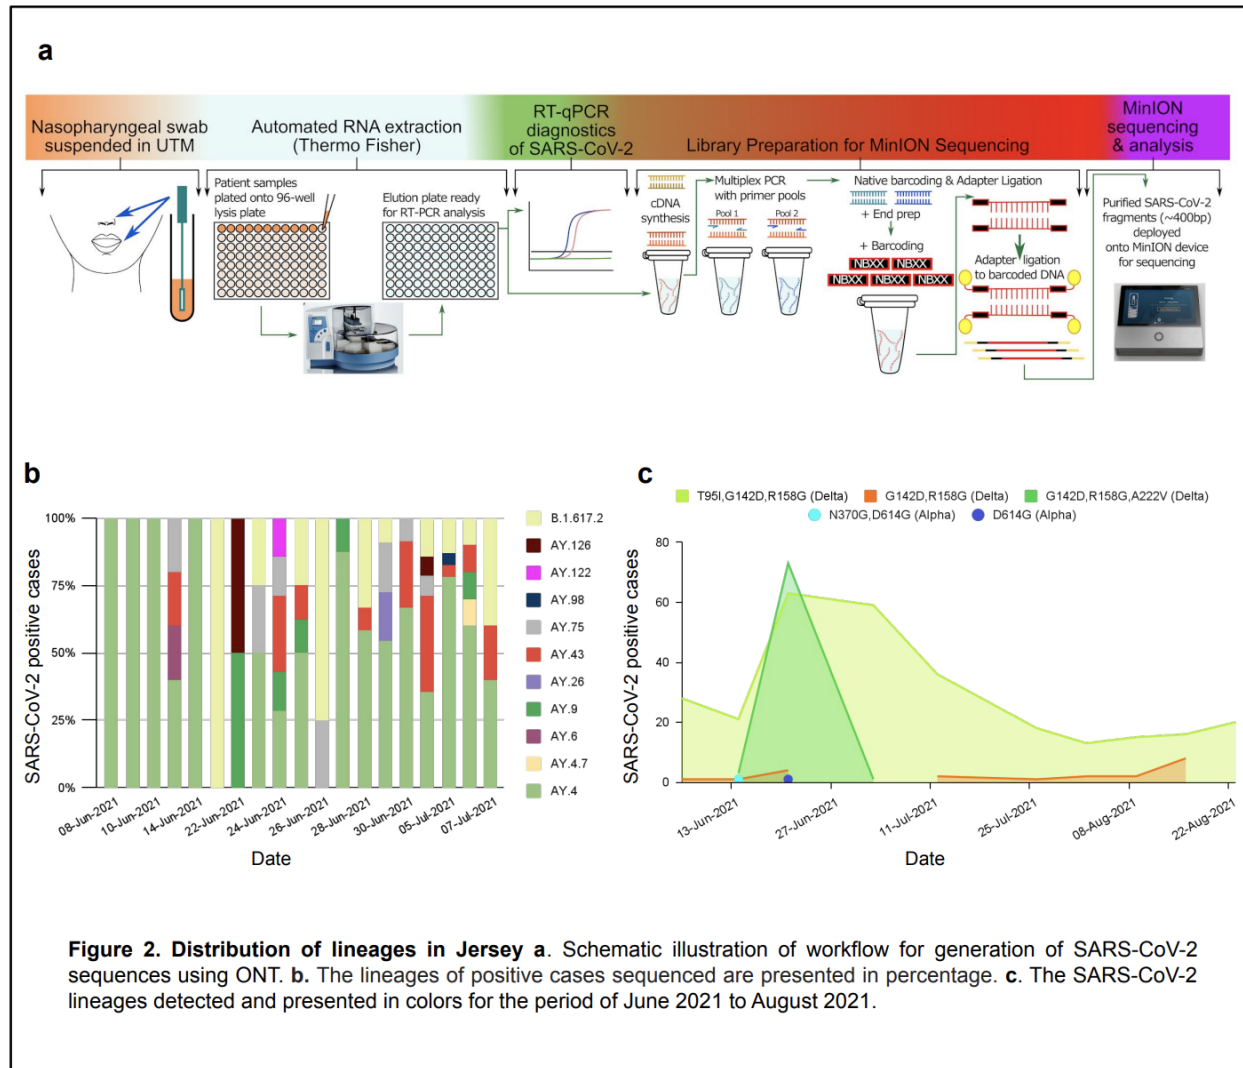 a
Nasopharyngeal swab
suspended in UTM
Automated RNA extraction
(Thermo Fisher)
RT-qPCR
diagnostics
of SARS-CoV-2
Library Preparation for MinION Sequencing
MinION
sequencing
& analysis
Patient samples
plated onto 96-well
lysis plate
Elution plate ready
for RT-PCR analysis
cDNA
synthesis
Multiplex PCR
with primer pools
Pool 1
Pool 2
Native barcoding & Adapter Ligation
+ End prep
+ Barcoding
NBXX NBXX
NBXX NBXX NBXX
Adapter ligation
to barcoded DNA
Purified SARS-CoV-2
fragments (~400bp)
deployed
onto MinION device
for sequencing
b
SARS-CoV-2 positive cases
100%
75%
50%
25%
0%
08-Jun-2021
10-Jun-2021
14-Jun-2021
22-Jun-2021
24-Jun-2021
26-Jun-2021
28-Jun-2021
30-Jun-2021
05-Jul-2021
07-Jul-2021
Date
B.1.617.2
AY.126
AY.122
AY.98
AY.75
AY.43
AY.26
AY.9
AY.6
AY.4.7
AY.4
c
T95I,G142D,R158G (Delta)
G142D,R158G (Delta)
G142D,R158G,A222V (Delta)
N370G,D614G (Alpha)
D614G (Alpha)
SARS-CoV-2 positive cases
80
60
40
20
0
13-Jun-2021
27-Jun-2021
11-Jul-2021
25-Jul-2021
08-Aug-2021
22-Aug-2021
Date
Figure 2. Distribution of lineages in Jersey a. Schematic illustration of workflow for generation of SARS-CoV-2
sequences using ONT. b. The lineages of positive cases sequenced are presented in percentage. c. The SARS-CoV-2
lineages detected and presented in colors for the period of June 2021 to August 2021.